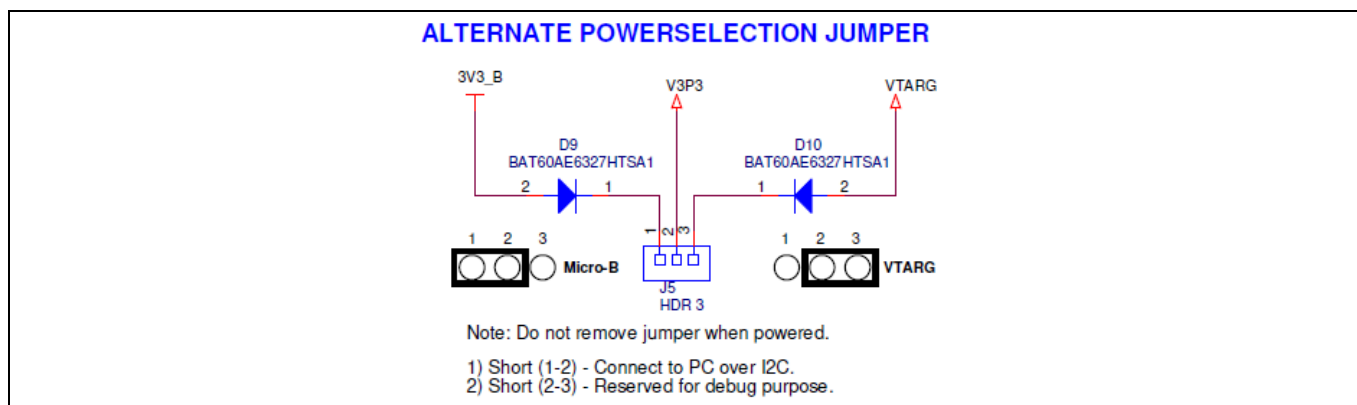 ALTERNATE POWERSELECTION JUMPER
3V3_B
V3P3
VTARG
D9
BAT60AE6327HTSA1
D10
BAT60AE6327HTSA1
2 1
1 2
1 2 3
1 2 3 Micro-B
1 2 3 VTARG
J5
HDR 3
Note: Do not remove jumper when powered.
1) Short (1-2) - Connect to PC over I2C.
2) Short (2-3) - Reserved for debug purpose.